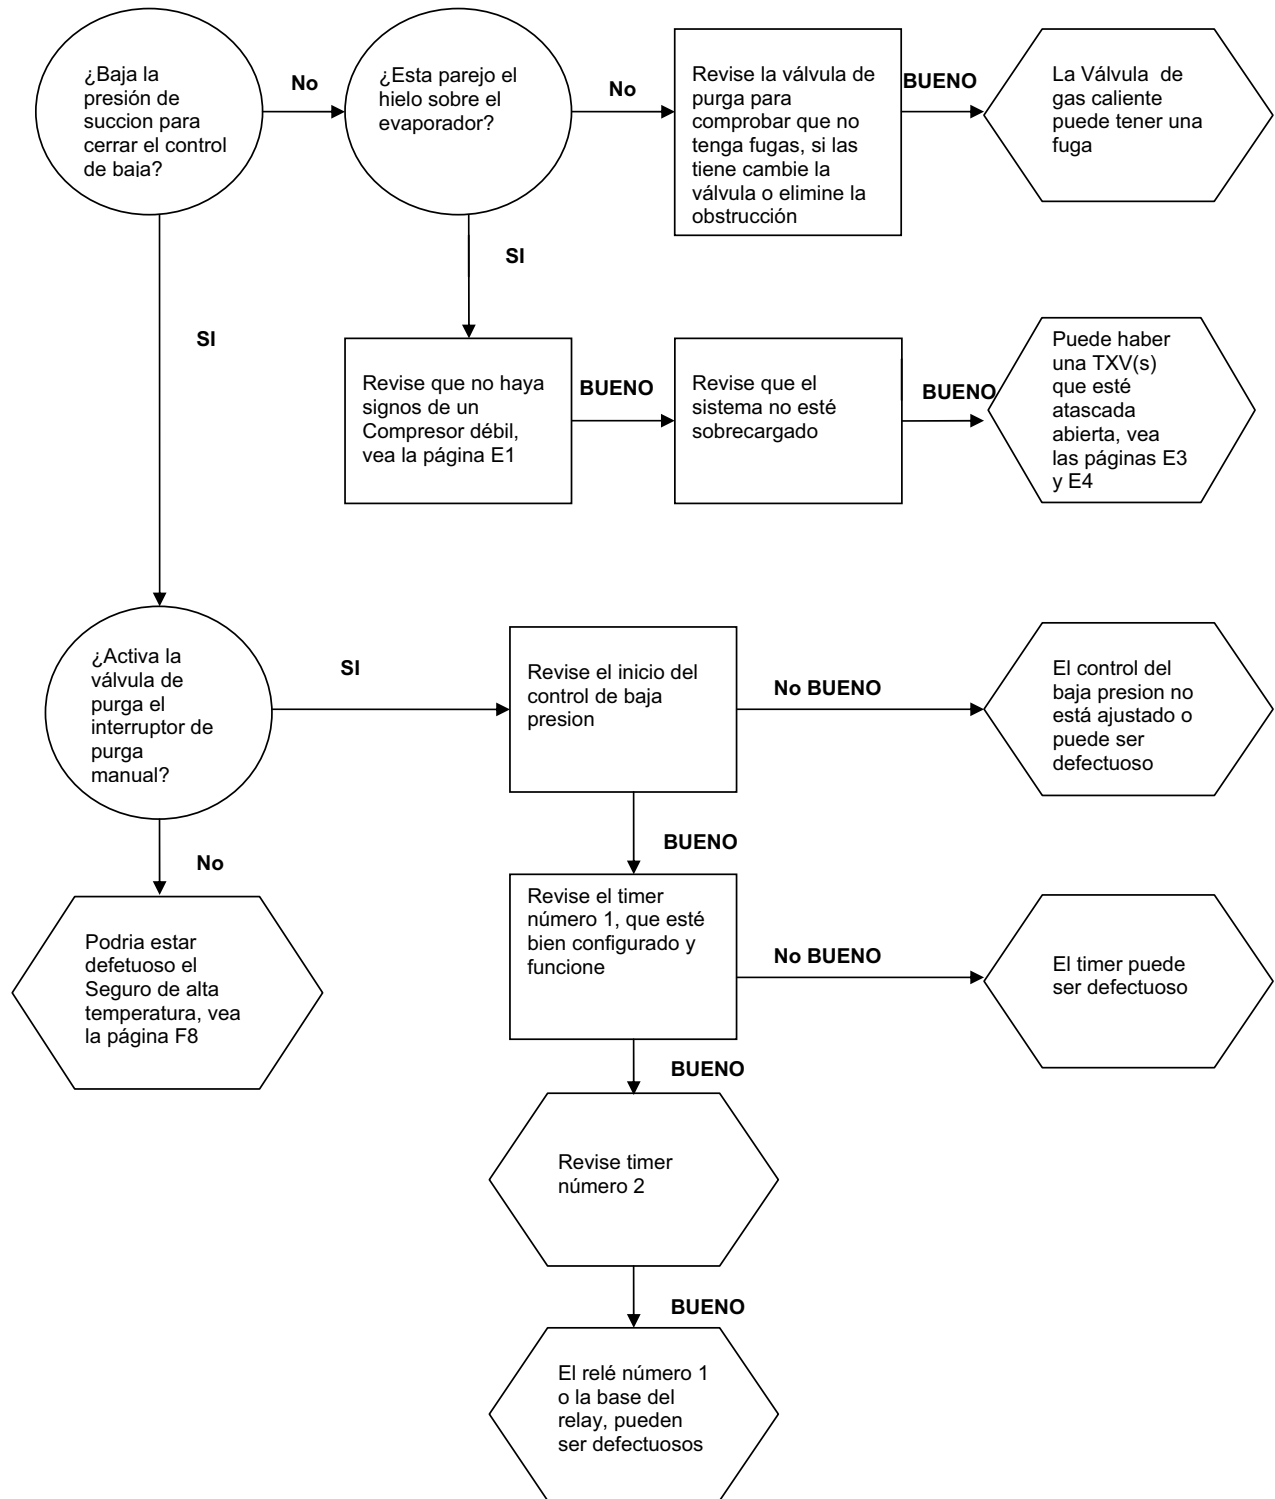 ¿Baja la
presión de
succion para
cerrar el control
de baja?
No
¿Esta parejo el
hielo sobre el
evaporador?
No
Revise la válvula de
purga para
comprobar que no
tenga fugas, si las
tiene cambie la
válvula o elimine la
obstrucción
BUENO
La Válvula de
gas caliente
puede tener una
fuga
SI
SI
Revise que no haya
signos de un
Compresor débil,
vea la página E1
BUENO
Revise que el
sistema no esté
sobrecargado
BUENO
Puede haber
una TXV(s)
que esté
atascada
abierta, vea
las páginas E3
y E4
¿Activa la
válvula de
purga el
interruptor de
purga
manual?
SI
Revise el inicio del
control de baja
presion
No BUENO
El control del
baja presion no
está ajustado o
puede ser
defectuoso
No
BUENO
Podria estar
defetuoso el
Seguro de alta
temperatura, vea
la página F8
Revise el timer
número 1, que esté
bien configurado y
funcione
No BUENO
El timer puede
ser defectuoso
BUENO
Revise timer
número 2
BUENO
El relé número 1
o la base del
relay, pueden
ser defectuosos